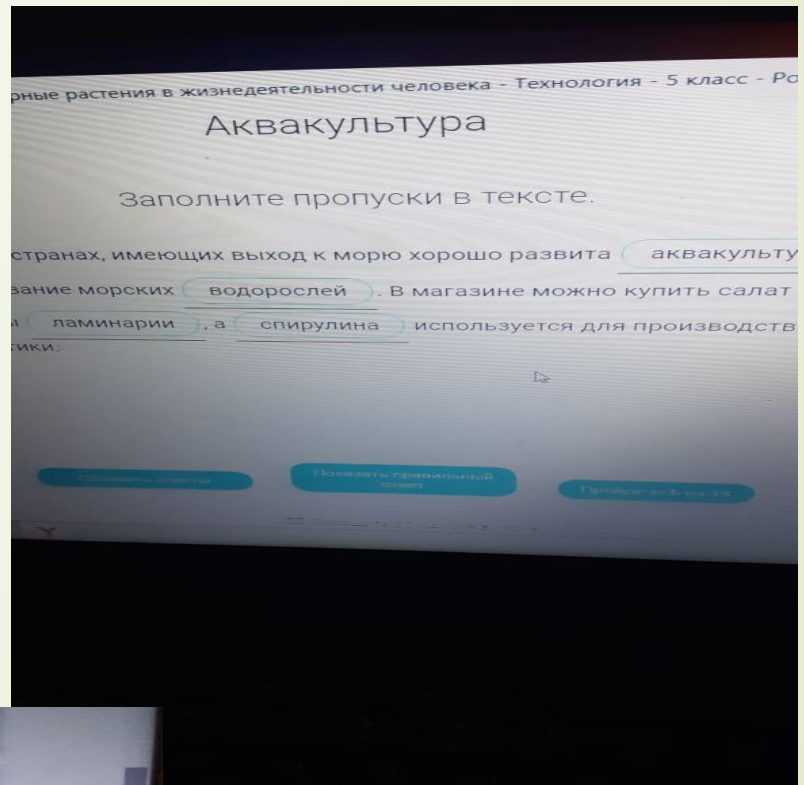 рные растения в жизнедеятельности человека - Технология - 5 класс - Ро
Аквакультура
Заполните пропуски в тексте.
странах, имеющих выход к морю хорошо развита аквакульту
вание морских водорослей . В магазине можно купить салат
ы ламинарии , а спирулина используется для производств
тики.
Показать правильный
ответ